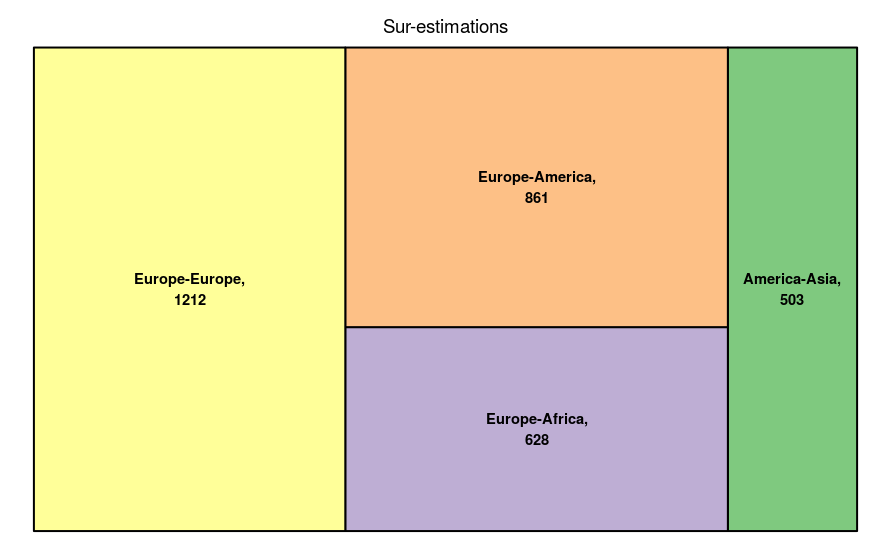 Sur-estimations
Europe-Europe,
1212
Europe-America,
861
Europe-Africa,
628
America-Asia,
503